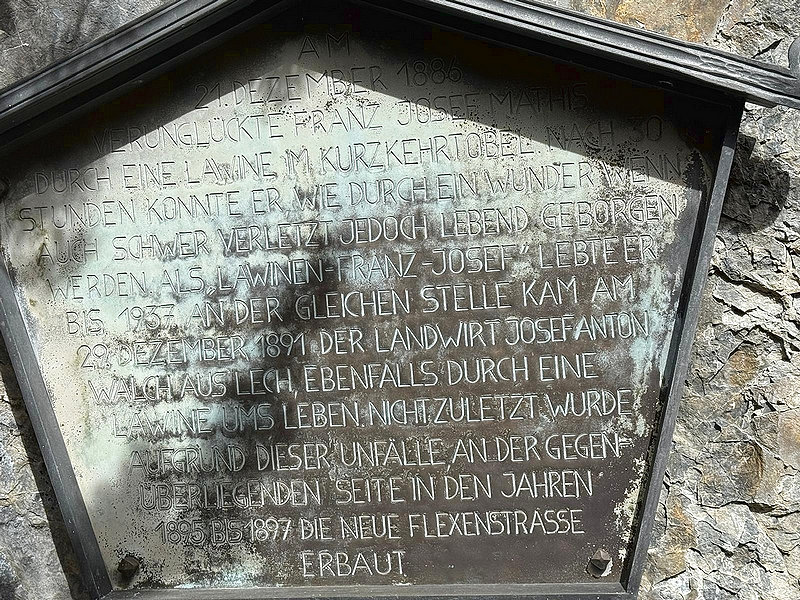 AM
21. DEZEMBER 1886
VERUNGLÜCKTE FRANZ JOSEF MATHIS
DURCH EINE LAWINE IM KURZKEHRTOBEL. NACH 30
STUNDEN KONNTE ER, WIE DURCH EIN WUNDER, WENN
AUCH SCHWER VERLETZT JEDOCH LEBEND GEBORGEN
WERDEN. ALS „LAWINEN-FRANZ-JOSEF" LEBTE ER
BIS 1937. AN DER GLEICHEN STELLE KAM AM
29. DEZEMBER 1891 DER LANDWIRT JOSEF ANTON
WALCH AUS LECH, EBENFALLS DURCH EINE
LAWINE UMS LEBEN. NICHT ZULETZT WURDE
AUFGRUND DIESER UNFÄLLE, AN DER GEGEN-
ÜBERLIEGENDEN SEITE IN DEN JAHREN
1895 BIS 1897 DIE NEUE FLEXENSTRASSE
ERBAUT